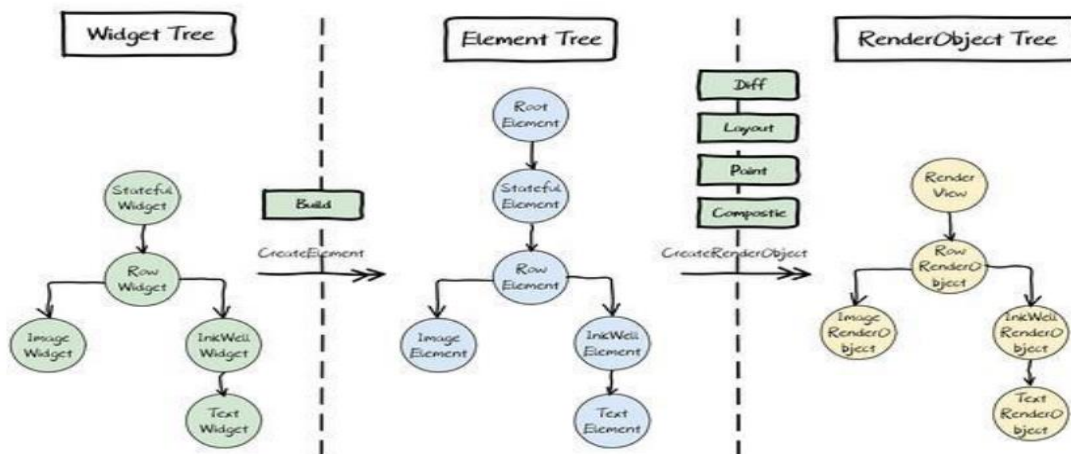 Widget Tree
Element Tree
RenderObject Tree
Stateful
Widget
Row
Widget
Image
Widget
InkWell
Widget
Text
Widget
Build
CreateElement
Root
Element
Stateful
Element
Row
Element
Image
Element
InkWell
Element
Text
Element
Diff
Layout
Paint
Compostic
CreateRenderObject
Render
View
Row
RenderO
bject
Image
RenderO
bject
InkWell
RenderO
bject
Text
RenderO
bject